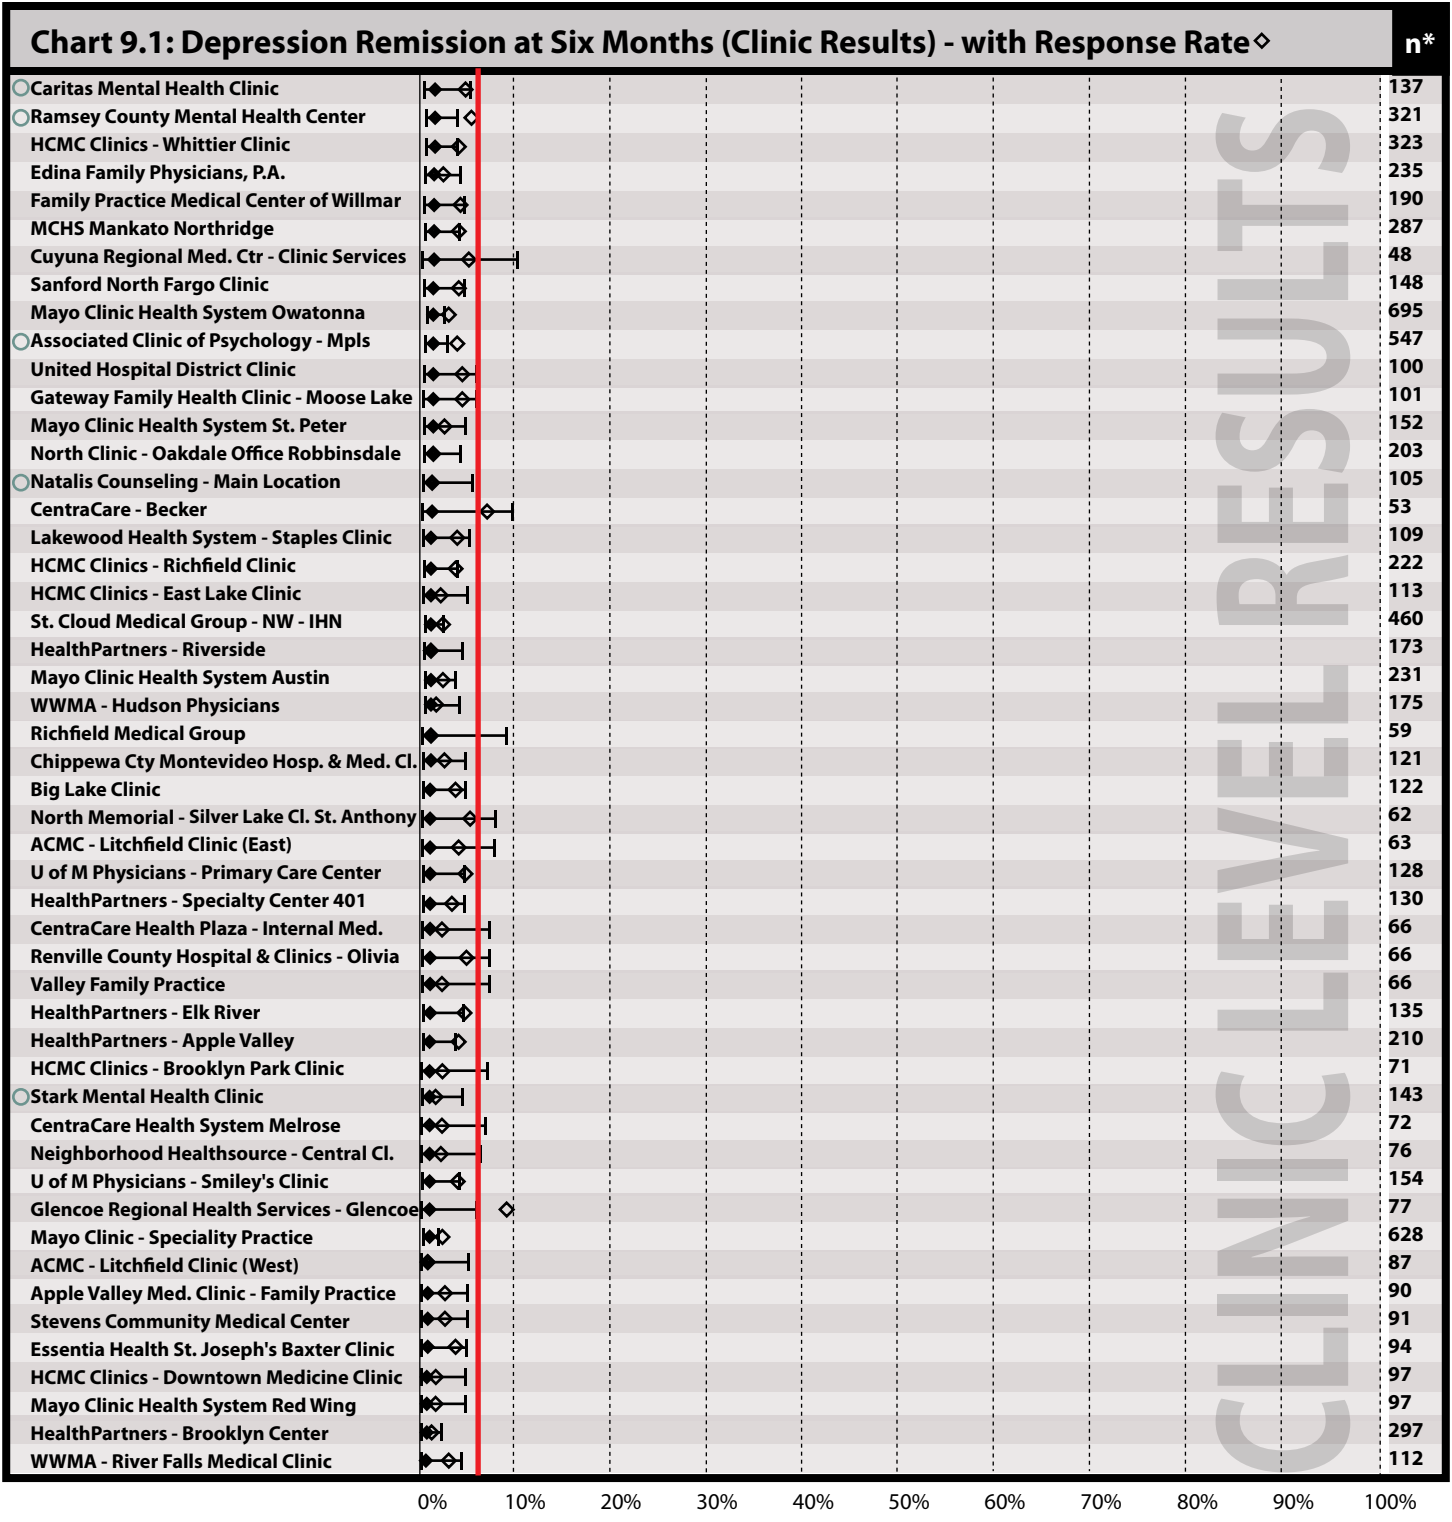 Chart 9.1: Depression Remission at Six Months (Clinic Results) - with Response Rate◇ n*
Caritas Mental Health Clinic 137
Ramsey County Mental Health Center 321
HCMC Clinics - Whittier Clinic 323
Edina Family Physicians, P.A. 235
Family Practice Medical Center of Willmar 190
MCHS Mankato Northridge 287
Cuyuna Regional Med. Ctr - Clinic Services 48
Sanford North Fargo Clinic 148
Mayo Clinic Health System Owatonna 695
Associated Clinic of Psychology - Mpls 547
United Hospital District Clinic 100
Gateway Family Health Clinic - Moose Lake 101
Mayo Clinic Health System St. Peter 152
North Clinic - Oakdale Office Robbinsdale 203
Natalis Counseling - Main Location 105
CentraCare - Becker 53
Lakewood Health System - Staples Clinic 109
HCMC Clinics - Richfield Clinic 222
HCMC Clinics - East Lake Clinic 113
St. Cloud Medical Group - NW - IHN 460
HealthPartners - Riverside 173
Mayo Clinic Health System Austin 231
WWMA - Hudson Physicians 175
Richfield Medical Group 59
Chippewa Cty Montevideo Hosp. & Med. Cl. 121
Big Lake Clinic 122
North Memorial - Silver Lake Cl. St. Anthony 62
ACMC - Litchfield Clinic (East) 63
U of M Physicians - Primary Care Center 128
HealthPartners - Specialty Center 401 130
CentraCare Health Plaza - Internal Med. 66
Renville County Hospital & Clinics - Olivia 66
Valley Family Practice 66
HealthPartners - Elk River 135
HealthPartners - Apple Valley 210
HCMC Clinics - Brooklyn Park Clinic 71
Stark Mental Health Clinic 143
CentraCare Health System Melrose 72
Neighborhood Healthsource - Central Cl. 76
U of M Physicians - Smiley's Clinic 154
Glencoe Regional Health Services - Glencoe 77
Mayo Clinic - Speciality Practice 628
ACMC - Litchfield Clinic (West) 87
Apple Valley Med. Clinic - Family Practice 90
Stevens Community Medical Center 91
Essentia Health St. Joseph's Baxter Clinic 94
HCMC Clinics - Downtown Medicine Clinic 97
Mayo Clinic Health System Red Wing 97
HealthPartners - Brooklyn Center 297
WWMA - River Falls Medical Clinic 112
0% 10% 20% 30% 40% 50% 60% 70% 80% 90% 100%
CLINIC LEVEL RESULTS